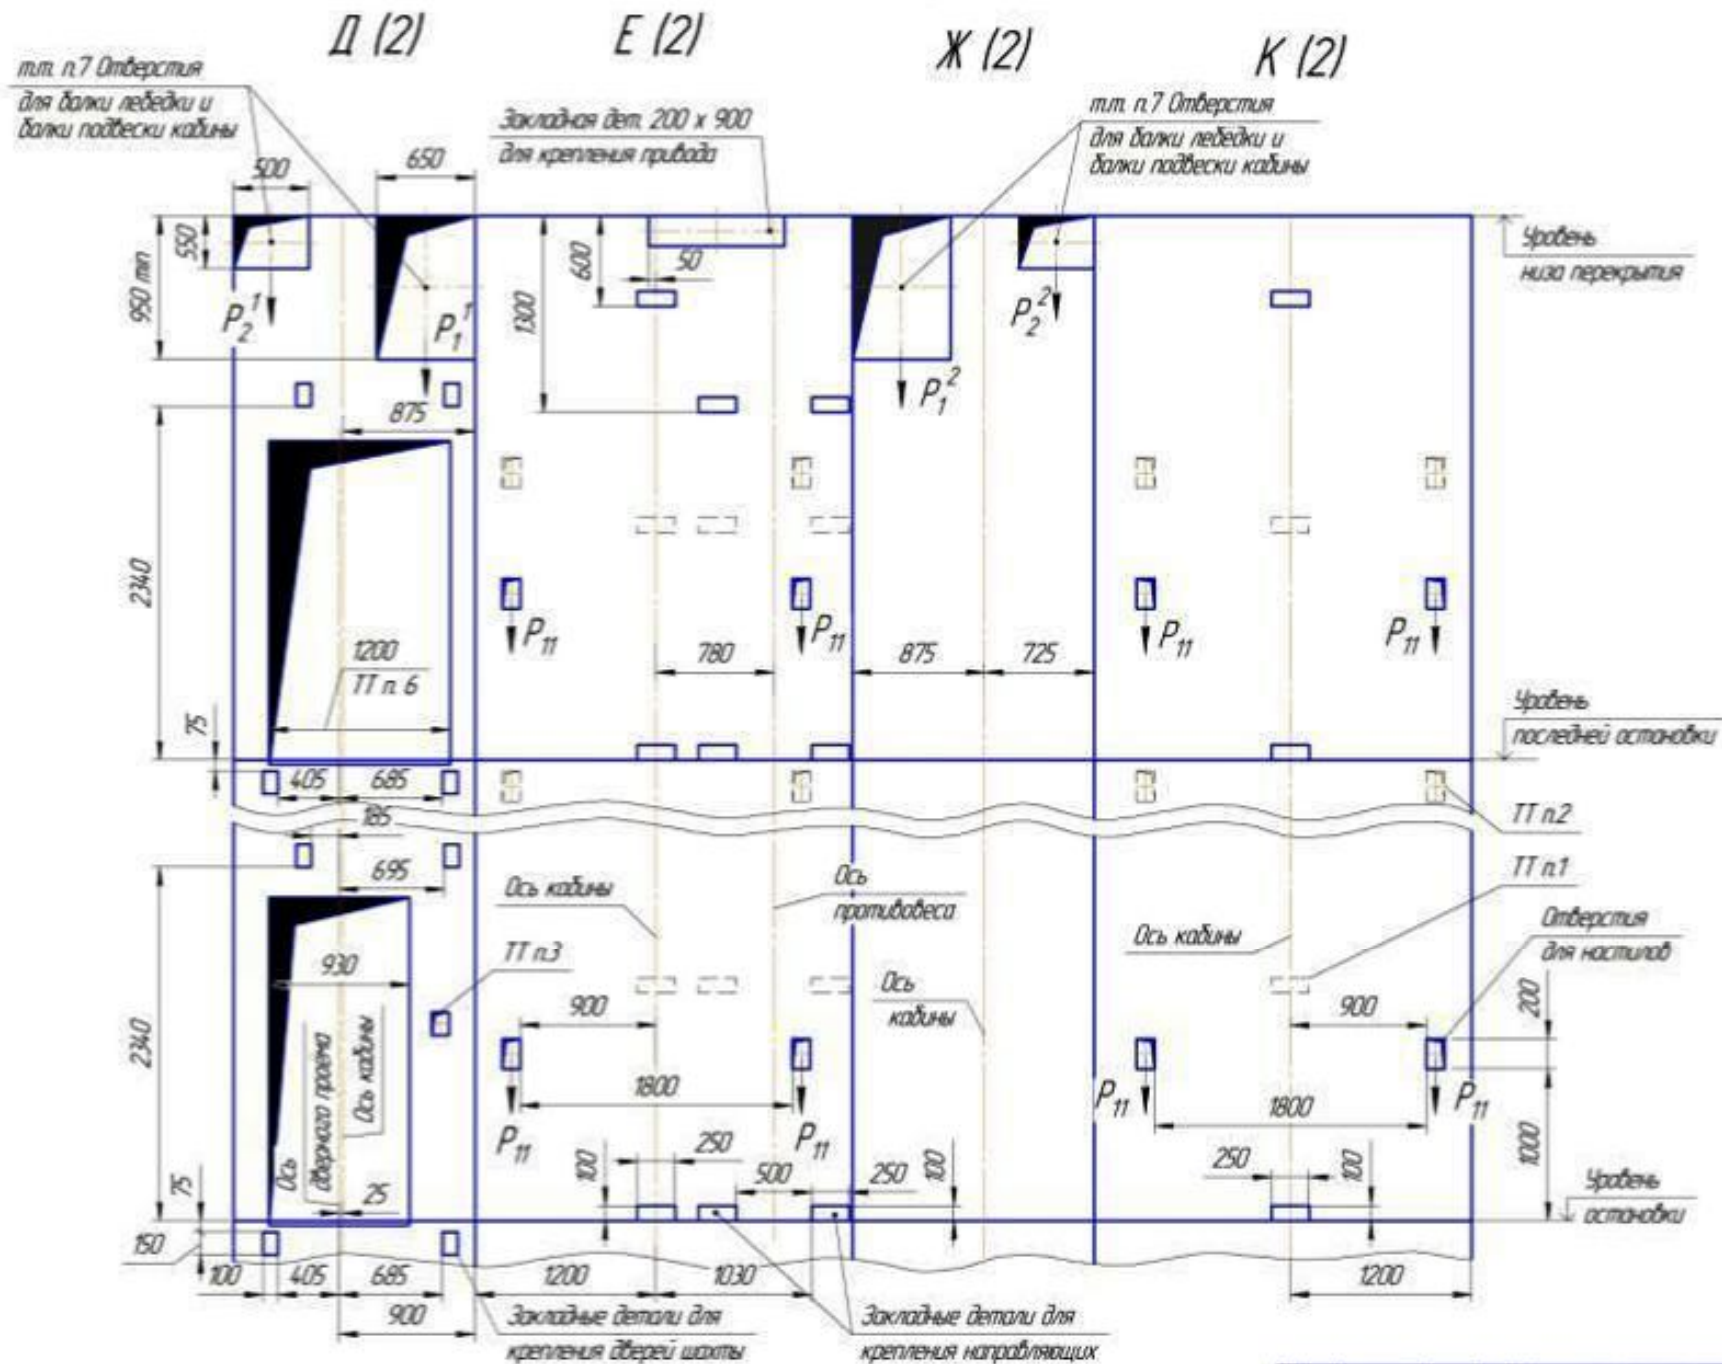 Д (2)
Е (2)
Ж (2)
К (2)
т.т. п.7 Отверстия
для балки лебедки и
балки подвески кабины
Закладная дет. 200 х 900
для крепления привода
т.т. п.7 Отверстия
для балки лебедки и
балки подвески кабины
500
650
550
950 min
600
50
1300
Уровень
низа перекрытия
P₂¹
P₁¹
P₁²
P₂²
875
2340
1200
ТТ п. 6
P₁₁
P₁₁
P₁₁
P₁₁
780
875
725
75
Уровень
последней остановки
405
685
185
ТТ п.2
695
Ось кабины
Ось
противовеса
ТТ п.1
Отверстия
для настилов
Ось кабины
930
ТТ п.3
Ось
кабины
900
900
200
2340
Ось
дверного проема
Ось кабины
1800
1800
P₁₁
P₁₁
P₁₁
P₁₁
1000
75
25
100
250
500
250
100
250
100
Уровень
остановки
150
100
405
685
1200
1030
1200
900
Закладные детали для
крепления дверей шахты
Закладные детали для
крепления направляющих